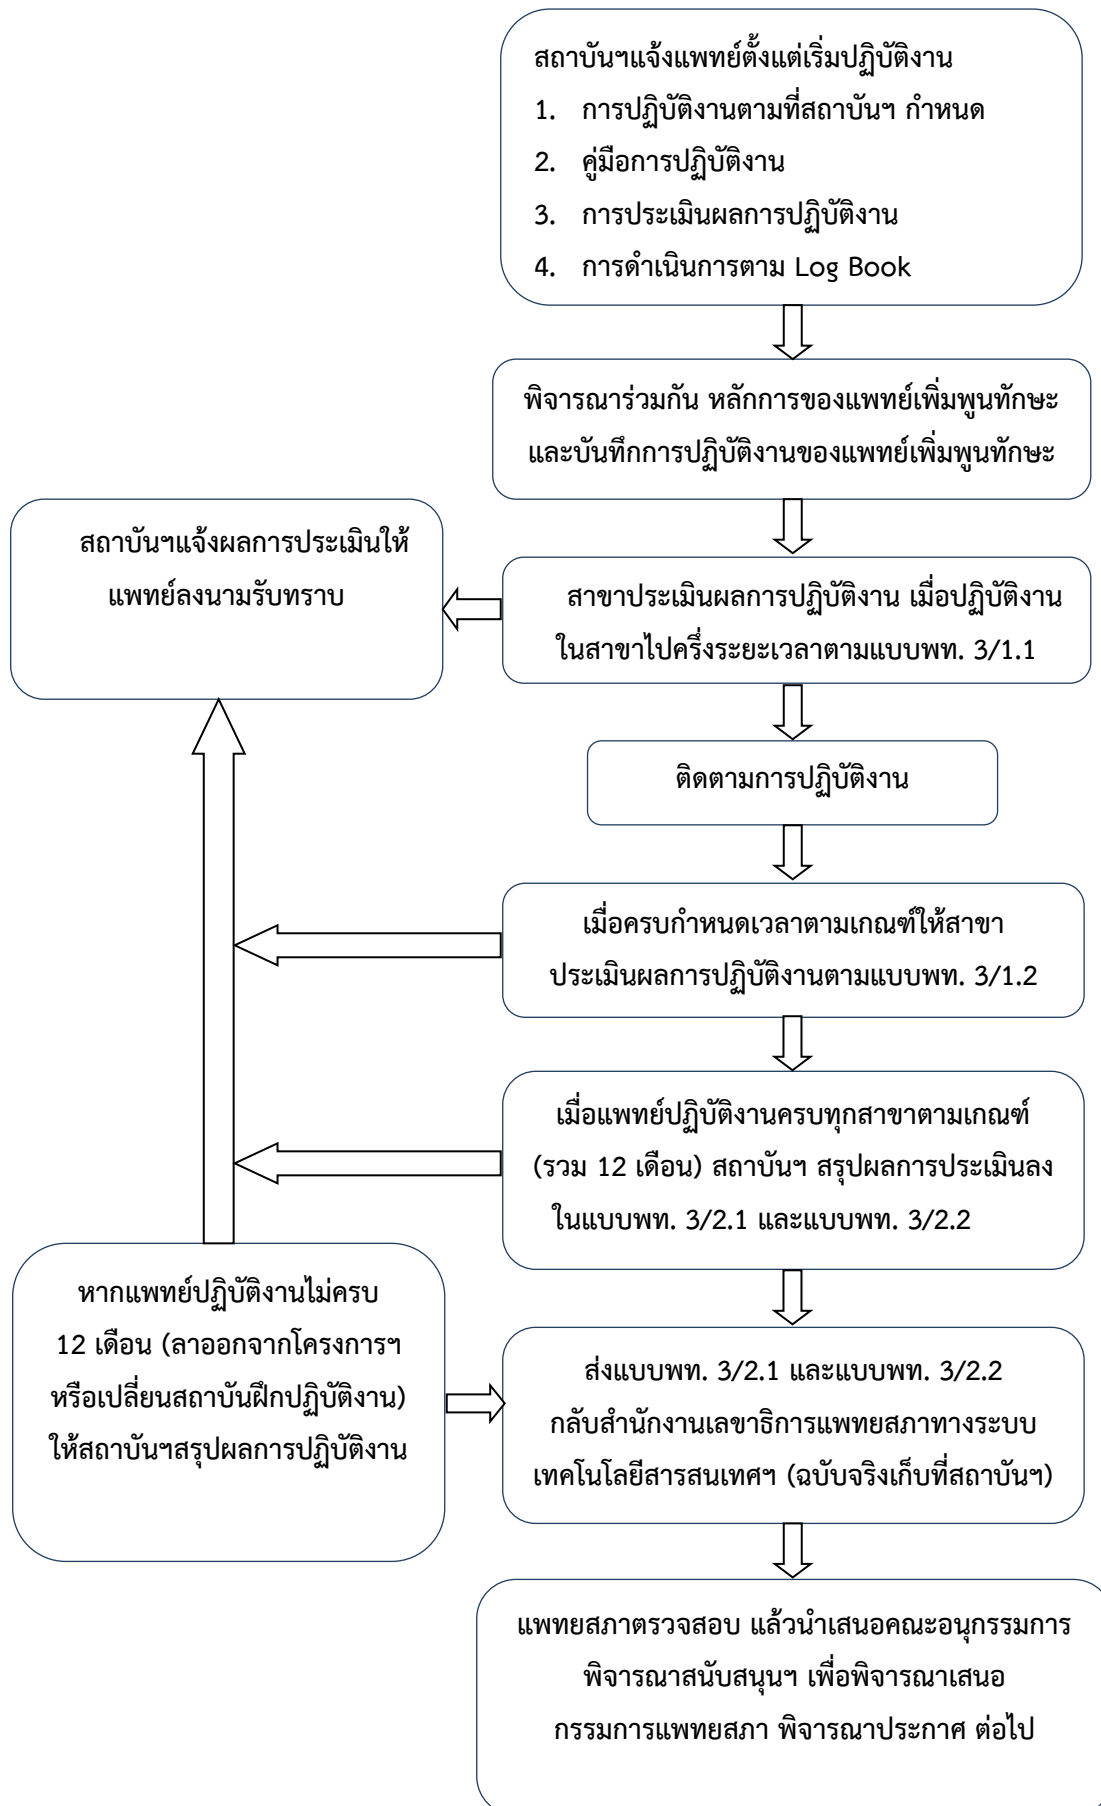 สถาบันฯแจ้งแพทย์ตั้งแต่เริ่มปฏิบัติงาน
1. การปฏิบัติงานตามที่สถาบันฯ กำหนด
2. คู่มือการปฏิบัติงาน
3. การประเมินผลการปฏิบัติงาน
4. การดำเนินการตาม Log Book
พิจารณาร่วมกัน หลักการของแพทย์เพิ่มพูนทักษะ
และบันทึกการปฏิบัติงานของแพทย์เพิ่มพูนทักษะ
สถาบันฯแจ้งผลการประเมินให้
แพทย์ลงนามรับทราบ
สาขาประเมินผลการปฏิบัติงาน เมื่อปฏิบัติงาน
ในสาขาไปครึ่งระยะเวลาตามแบบพท. 3/1.1
ติดตามการปฏิบัติงาน
เมื่อครบกำหนดเวลาตามเกณฑ์ให้สาขา
ประเมินผลการปฏิบัติงานตามแบบพท. 3/1.2
เมื่อแพทย์ปฏิบัติงานครบทุกสาขาตามเกณฑ์
(รวม 12 เดือน) สถาบันฯ สรุปผลการประเมินลง
ในแบบพท. 3/2.1 และแบบพท. 3/2.2
หากแพทย์ปฏิบัติงานไม่ครบ
12 เดือน (ลาออกจากโครงการฯ
หรือเปลี่ยนสถาบันฝึกปฏิบัติงาน)
ให้สถาบันฯสรุปผลการปฏิบัติงาน
ส่งแบบพท. 3/2.1 และแบบพท. 3/2.2
กลับสำนักงานเลขาธิการแพทยสภาทางระบบ
เทคโนโลยีสารสนเทศฯ (ฉบับจริงเก็บที่สถาบันฯ)
แพทยสภาตรวจสอบ แล้วนำเสนอคณะอนุกรรมการ
พิจารณาสนับสนุนฯ เพื่อพิจารณาเสนอ
กรรมการแพทยสภา พิจารณาประกาศ ต่อไป